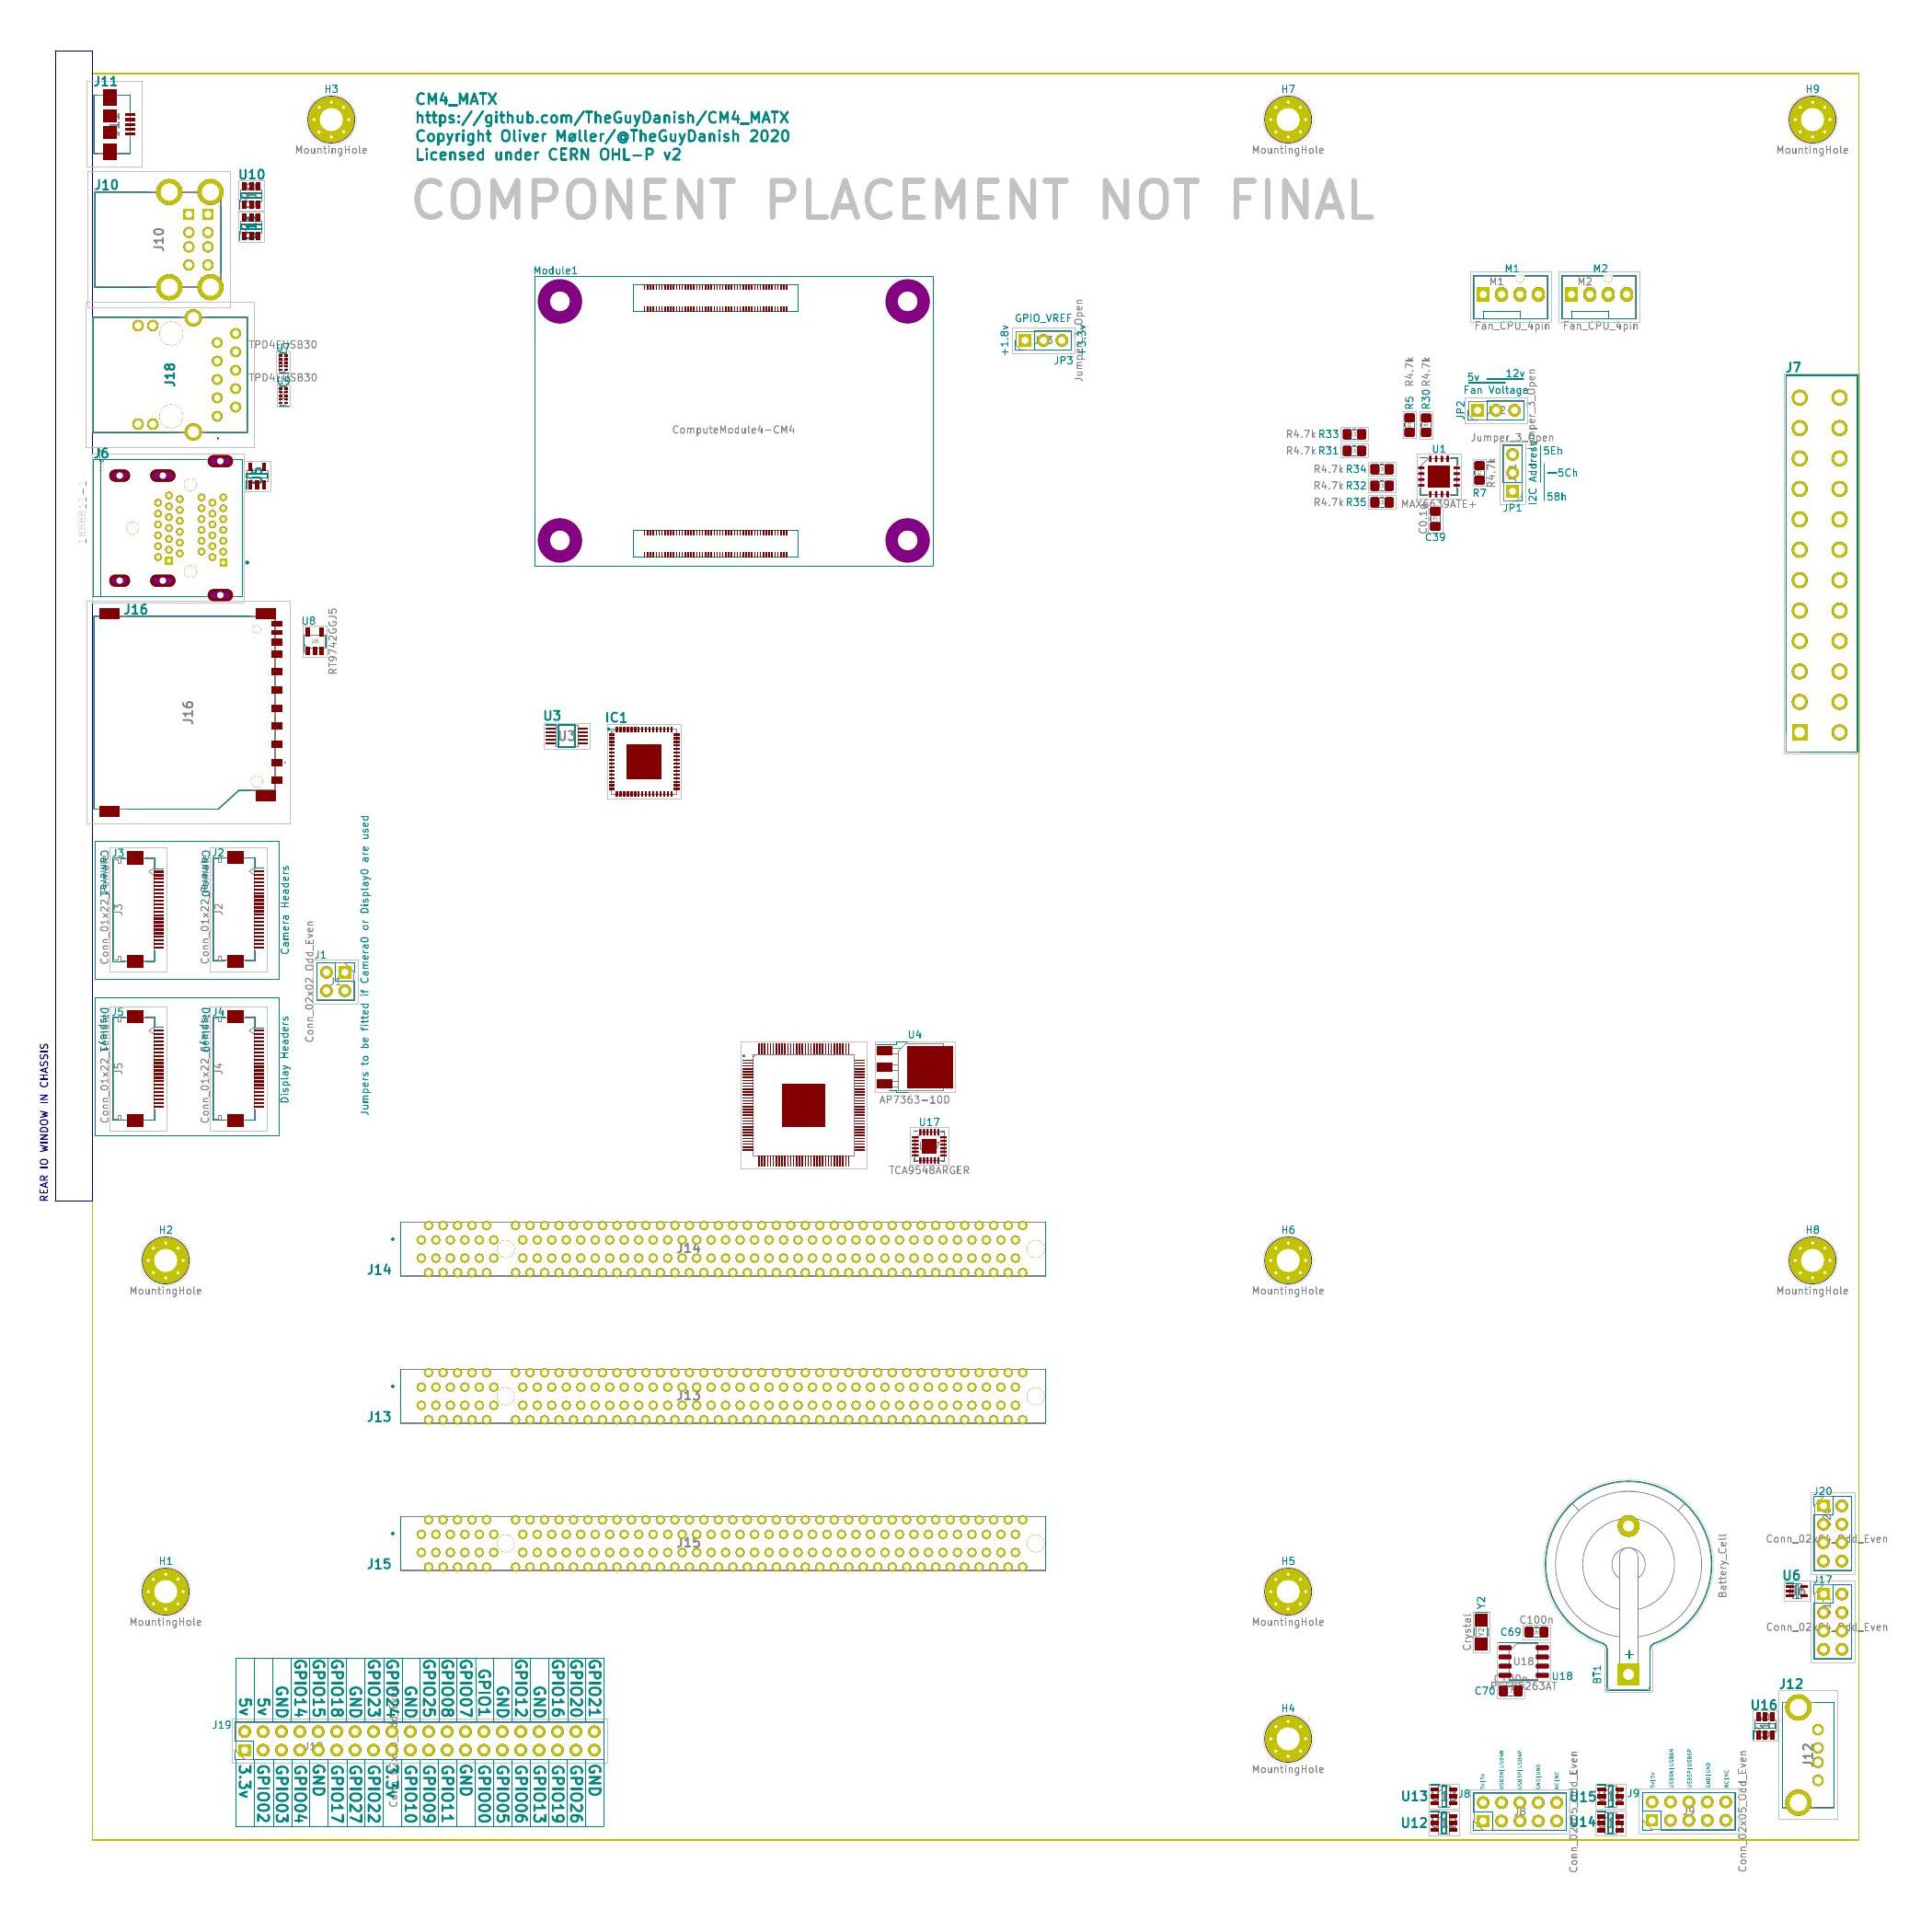 J11
H3
MountingHole
CM4_MATX
https://github.com/TheGuyDanish/CM4_MATX
Copyright Oliver Møller/@TheGuyDanish 2020
Licensed under CERN OHL-P v2
COMPONENT PLACEMENT NOT FINAL
H7
MountingHole
H9
MountingHole
J10
J10
U10
Module1
ComputeModule4-CM4
GPIO_VREF
+1.8v
+3.3v
JP3
M1
M1
Fan_CPU_4pin
M2
M2
Fan_CPU_4pin
J18
U7
TPD4EUSB30
U9
5v
12v
Fan Voltage
JP2
Jumper_3_Open
J7
R4.7k
R5
R4.7k
R30
R4.7k R33
R4.7k R31
R4.7k R34
R4.7k R32
R4.7k R35
U1
MAX6639ATE+
R4.7k
R7
C39
I2C Address
5Eh
5Ch
58h
JP1
J6
1888811-1
J16
J16
U8
RT9742GGJ5
U3
U3
IC1
J3
Conn_01x22_Female
J3
J2
J2
Camera Headers
J1
Conn_02x02_Odd_Even
Jumpers to be fitted if Camera0 or Display0 are used
J5
J5
J4
J4
Display Headers
REAR IO WINDOW IN CHASSIS
U4
AP7363-10D
U17
TCA9548ARGER
H2
MountingHole
J14
J14
H6
MountingHole
H8
MountingHole
J13
J13
J15
J15
H1
MountingHole
H5
MountingHole
Battery_Cell
BT1
+
J20
Conn_02x04_Odd_Even
U6
J17
Conn_02x04_Odd_Even
Y2
Crystal
C100n
C69
U18
U18
C70
J12
J12
U16
H4
MountingHole
J19
5v 5v GND GPIO14 GPIO15 GPIO18 GND GPIO23 GPIO24 GND GPIO25 GPIO08 GPIO07 GPIO1 GND GPIO12 GND GPIO16 GPIO20 GPIO21
3.3v GPIO02 GPIO03 GPIO04 GND GPIO17 GPIO27 GPIO22 3.3v GPIO10 GPIO09 GPIO11 GND GPIO00 GPIO05 GPIO06 GPIO13 GPIO19 GPIO26 GND
U13
U12
J8
J8
Conn_02x05_Odd_Even
U15
U14
J9
J9
Conn_02x05_Odd_Even